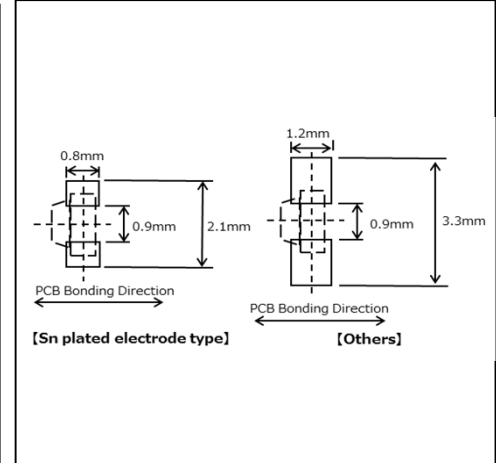 0.8mm
0.9mm
2.1mm
PCB Bonding Direction
【Sn plated electrode type】
1.2mm
0.9mm
3.3mm
PCB Bonding Direction
【Others】